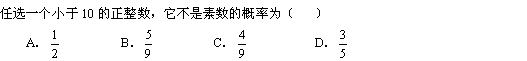 任选一个小于10的正整数，它不是素数的概率为（　　）
A. 1/2　　B. 5/9　　C. 4/9　　D. 3/5